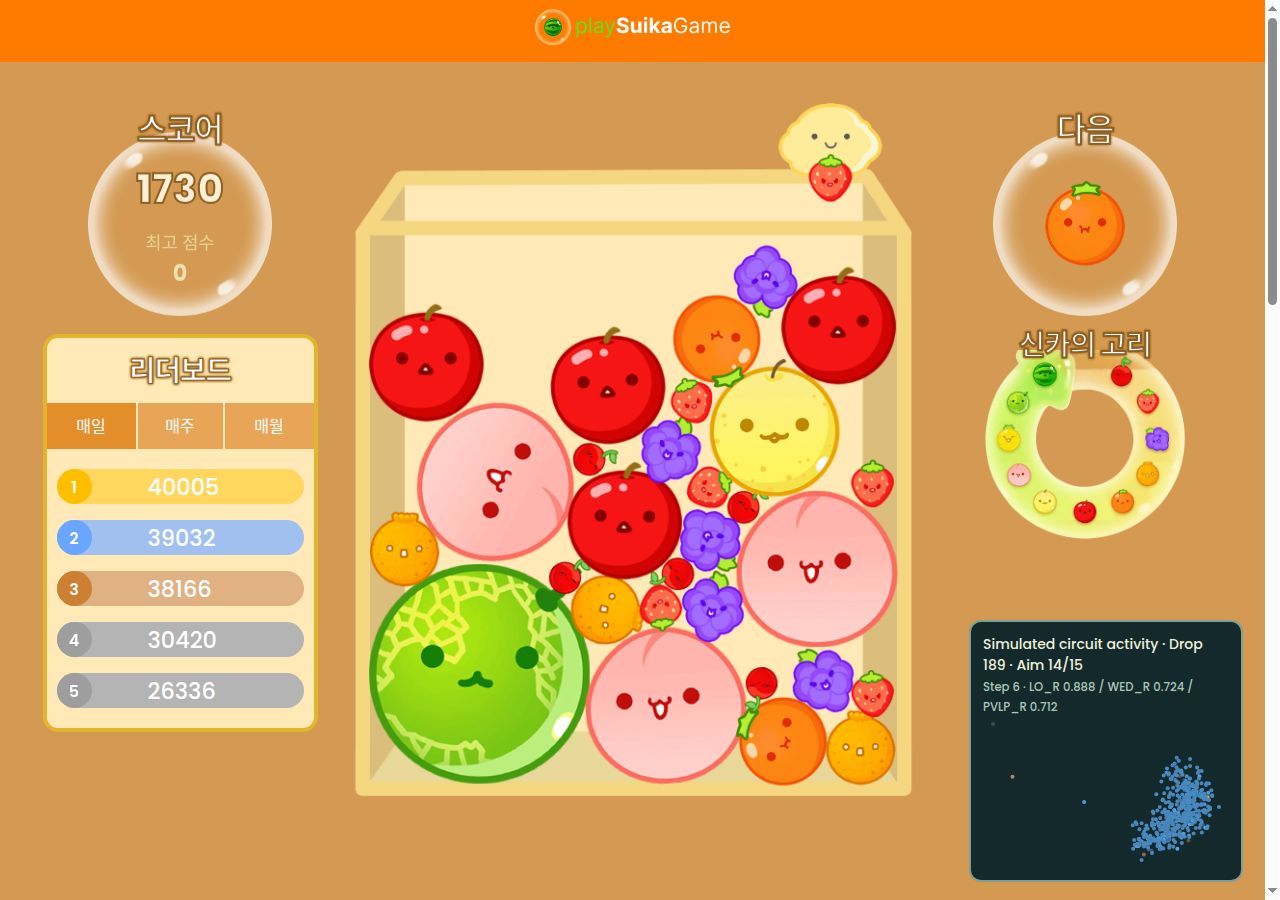 playSuikaGame
스코어
1730
최고 점수
0
다음
신카의 고리
리더보드
매일 매주 매월
1 40005
2 39032
3 38166
4 30420
5 26336
Simulated circuit activity · Drop
189 · Aim 14/15
Step 6 · LO_R 0.888 / WED_R 0.724 /
PVLP_R 0.712